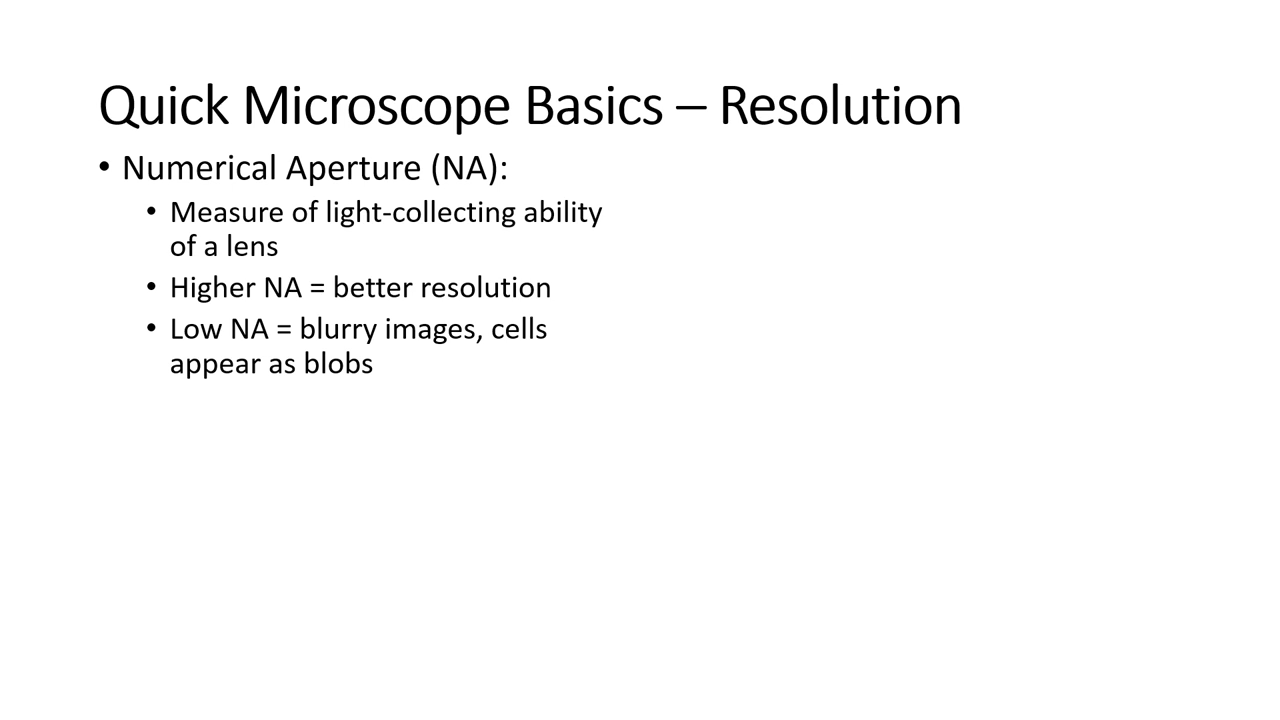 Quick Microscope Basics – Resolution
• Numerical Aperture (NA):
• Measure of light-collecting ability
of a lens
• Higher NA = better resolution
• Low NA = blurry images, cells
appear as blobs